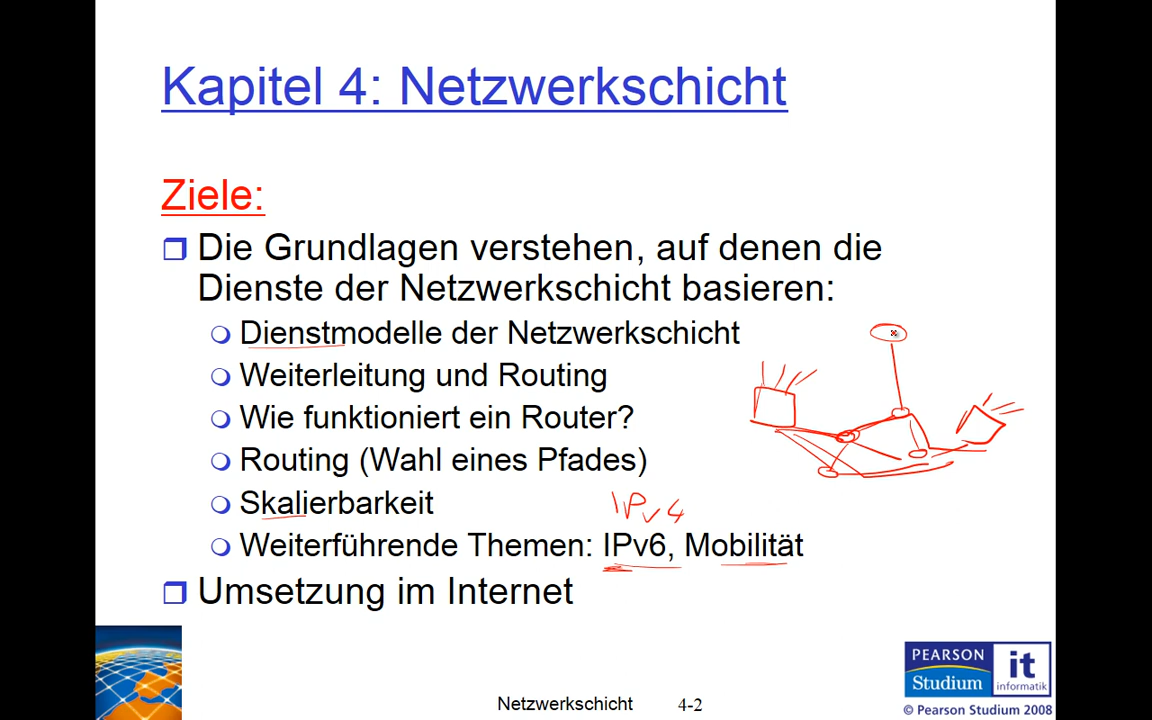 Kapitel 4: Netzwerkschicht
Ziele:
Die Grundlagen verstehen, auf denen die
Dienste der Netzwerkschicht basieren:
Dienstmodelle der Netzwerkschicht
Weiterleitung und Routing
Wie funktioniert ein Router?
Routing (Wahl eines Pfades)
Skalierbarkeit
IPv4
Weiterführende Themen: IPv6, Mobilität
Umsetzung im Internet
PEARSON
Studium
it
informatik
Netzwerkschicht 4-2
© Pearson Studium 2008